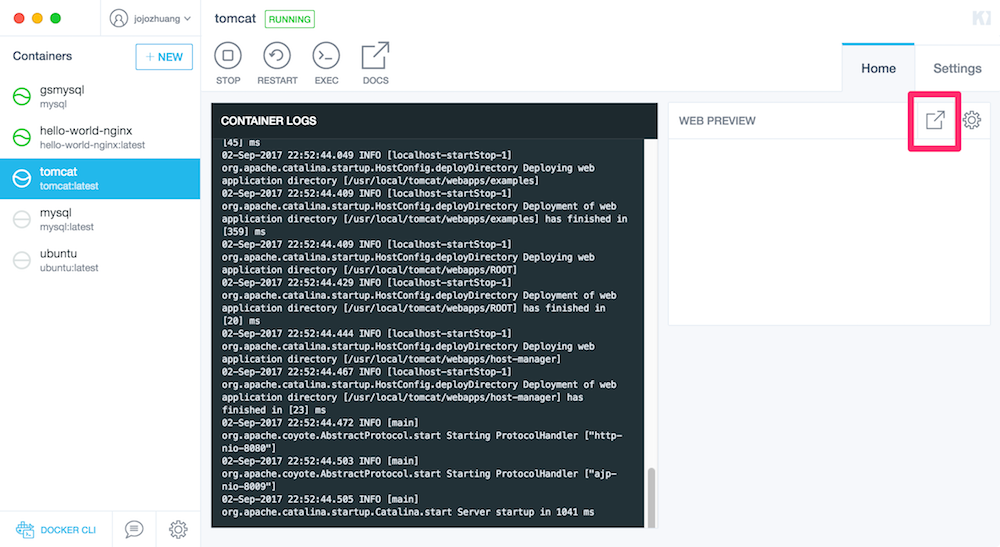 jojozhuang
tomcat RUNNING
Containers
+ NEW
STOP
RESTART
EXEC
DOCS
Home
Settings
gsmysql
mysql
hello-world-nginx
hello-world-nginx:latest
tomcat
tomcat:latest
mysql
mysql:latest
ubuntu
ubuntu:latest
CONTAINER LOGS
[45] ms
02-Sep-2017 22:52:44.049 INFO [localhost-startStop-1]
org.apache.catalina.startup.HostConfig.deployDirectory Deploying web
application directory [/usr/local/tomcat/webapps/examples]
02-Sep-2017 22:52:44.409 INFO [localhost-startStop-1]
org.apache.catalina.startup.HostConfig.deployDirectory Deployment of web
application directory [/usr/local/tomcat/webapps/examples] has finished in
[359] ms
02-Sep-2017 22:52:44.409 INFO [localhost-startStop-1]
org.apache.catalina.startup.HostConfig.deployDirectory Deploying web
application directory [/usr/local/tomcat/webapps/ROOT]
02-Sep-2017 22:52:44.429 INFO [localhost-startStop-1]
org.apache.catalina.startup.HostConfig.deployDirectory Deployment of web
application directory [/usr/local/tomcat/webapps/ROOT] has finished in
[20] ms
02-Sep-2017 22:52:44.444 INFO [localhost-startStop-1]
org.apache.catalina.startup.HostConfig.deployDirectory Deploying web
application directory [/usr/local/tomcat/webapps/host-manager]
02-Sep-2017 22:52:44.467 INFO [localhost-startStop-1]
org.apache.catalina.startup.HostConfig.deployDirectory Deployment of web
application directory [/usr/local/tomcat/webapps/host-manager] has
finished in [23] ms
02-Sep-2017 22:52:44.472 INFO [main]
org.apache.coyote.AbstractProtocol.start Starting ProtocolHandler ["http-
nio-8080"]
02-Sep-2017 22:52:44.503 INFO [main]
org.apache.coyote.AbstractProtocol.start Starting ProtocolHandler ["ajp-
nio-8009"]
02-Sep-2017 22:52:44.505 INFO [main]
org.apache.catalina.startup.Catalina.start Server startup in 1041 ms
WEB PREVIEW
DOCKER CLI